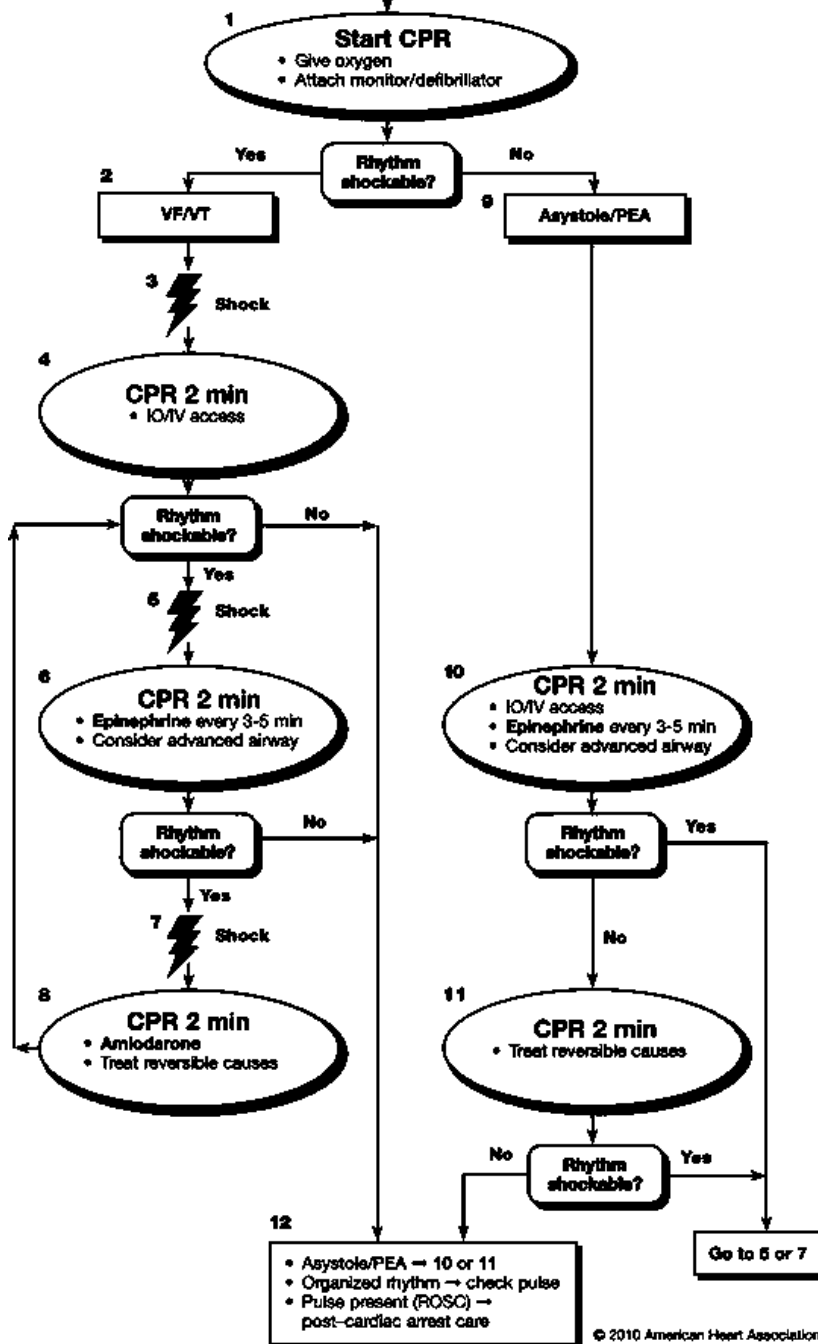 1
Start CPR
• Give oxygen
• Attach monitor/defibrillator
Yes
Rhythm
shockable?
No
2
VF/VT
9
Asystole/PEA
3
Shock
4
CPR 2 min
• IO/IV access
Rhythm
shockable?
No
Yes
5
Shock
6
CPR 2 min
• Epinephrine every 3-5 min
• Consider advanced airway
10
CPR 2 min
• IO/IV access
• Epinephrine every 3-5 min
• Consider advanced airway
Rhythm
shockable?
No
Rhythm
shockable?
Yes
Yes
7
Shock
No
8
CPR 2 min
• Amiodarone
• Treat reversible causes
11
CPR 2 min
• Treat reversible causes
No
Rhythm
shockable?
Yes
12
• Asystole/PEA → 10 or 11
• Organized rhythm → check pulse
• Pulse present (ROSC) →
post–cardiac arrest care
Go to 5 or 7
© 2010 American Heart Association